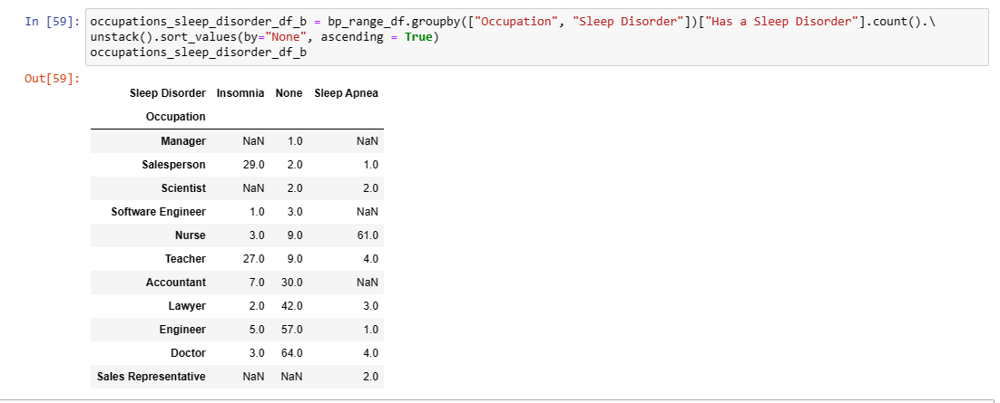 In [59]: occupations_sleep_disorder_df_b = bp_range_df.groupby(["Occupation", "Sleep Disorder"])["Has a Sleep Disorder"].count().\
unstack().sort_values(by="None", ascending = True)
occupations_sleep_disorder_df_b
Out[59]:
Sleep Disorder Insomnia None Sleep Apnea
Occupation
Manager NaN 1.0 NaN
Salesperson 29.0 2.0 1.0
Scientist NaN 2.0 2.0
Software Engineer 1.0 3.0 NaN
Nurse 3.0 9.0 61.0
Teacher 27.0 9.0 4.0
Accountant 7.0 30.0 NaN
Lawyer 2.0 42.0 3.0
Engineer 5.0 57.0 1.0
Doctor 3.0 64.0 4.0
Sales Representative NaN NaN 2.0